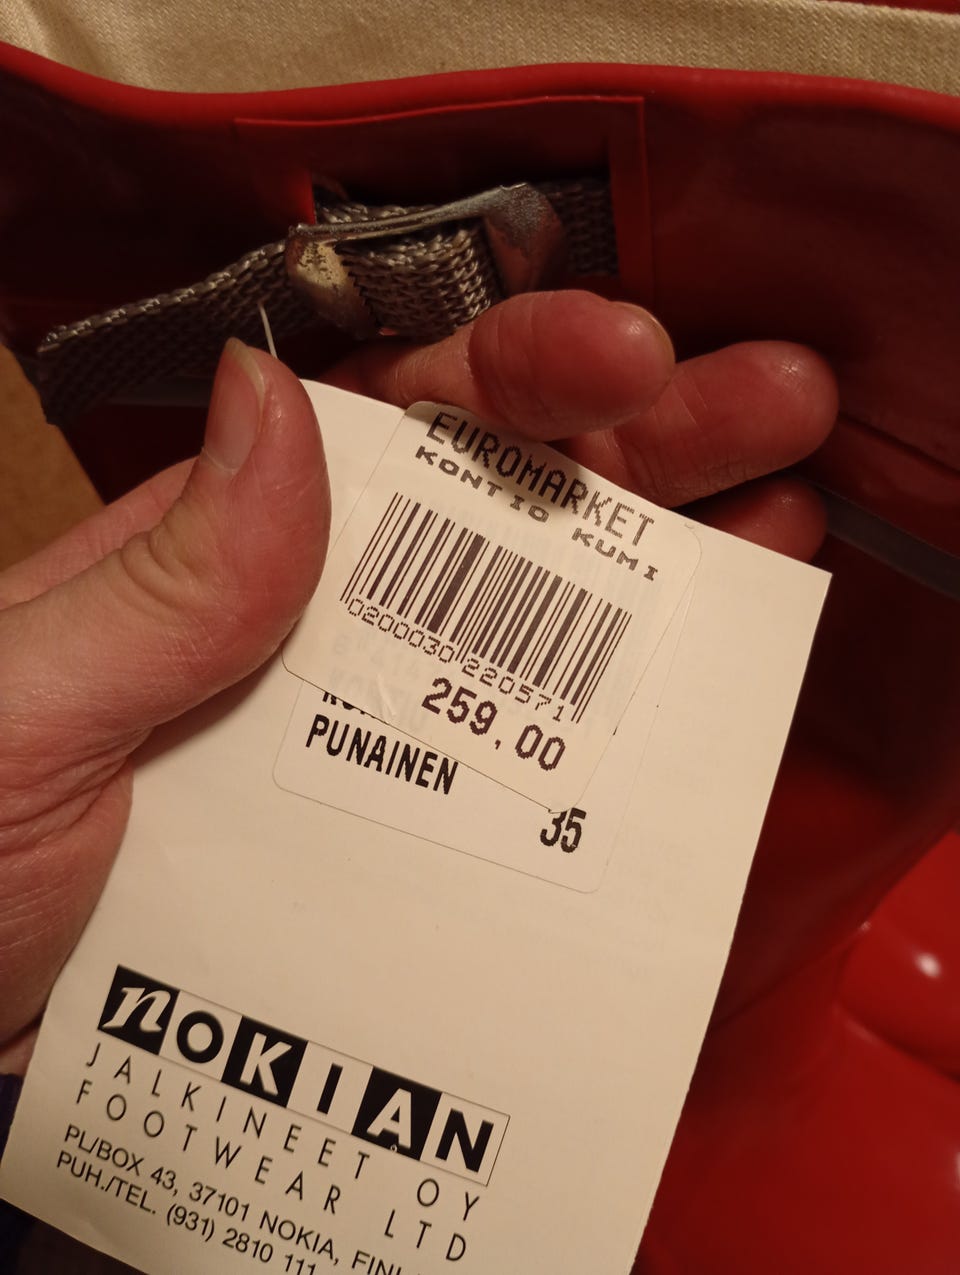 EUROMARKET
KONTIO KUMI
0200030 220571
259,00
PUNAINEN
35
nOKIAN
JALKINEET OY
FOOTWEAR LTD
PL/BOX 43, 37101 NOKIA,
PUH./TEL. (931) 2810 111